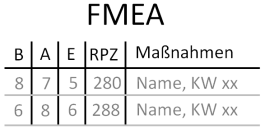 FMEA
B A E RPZ Maßnahmen
8 7 5 280 Name, KW xx
6 8 6 288 Name, KW xx